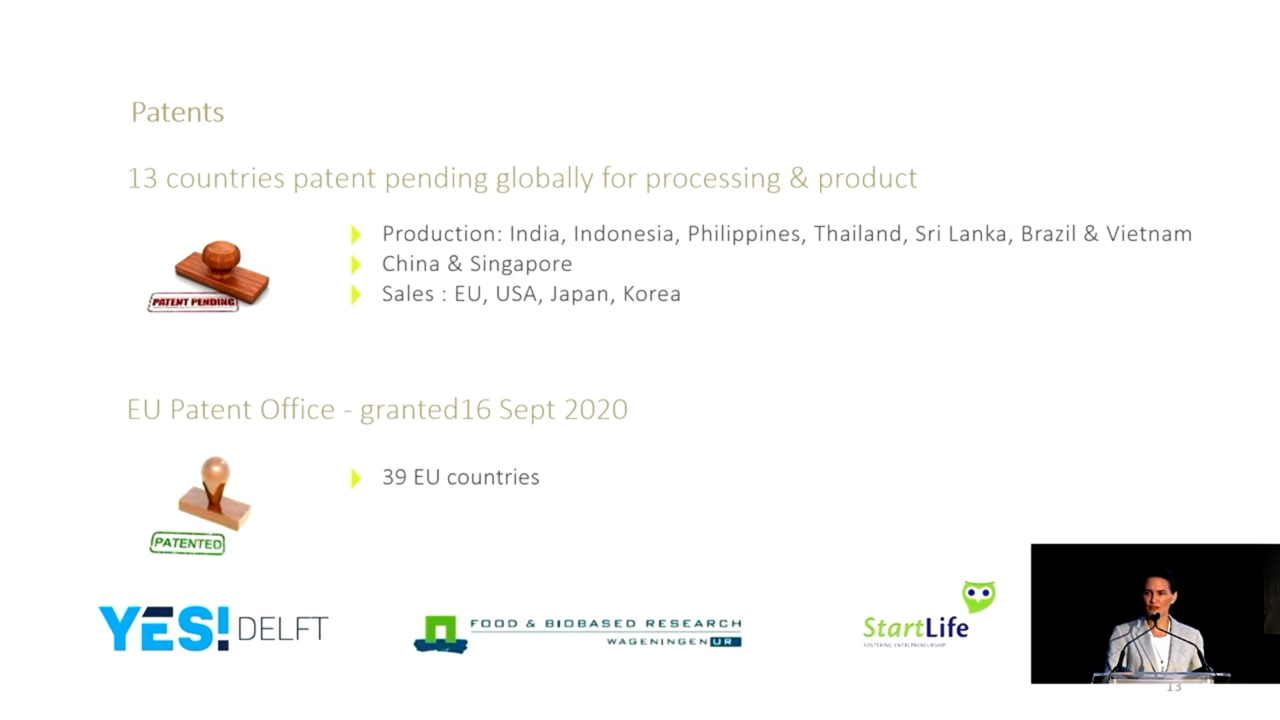 Patents
13 countries patent pending globally for processing & product
Production: India, Indonesia, Philippines, Thailand, Sri Lanka, Brazil & Vietnam
China & Singapore
Sales : EU, USA, Japan, Korea
PATENT PENDING
EU Patent Office - granted16 Sept 2020
39 EU countries
PATENTED
YES! DELFT
FOOD & BIOBASED RESEARCH
WAGENINGEN UR
StartLife
FOSTERING ENTREPRENEURSHIP
13